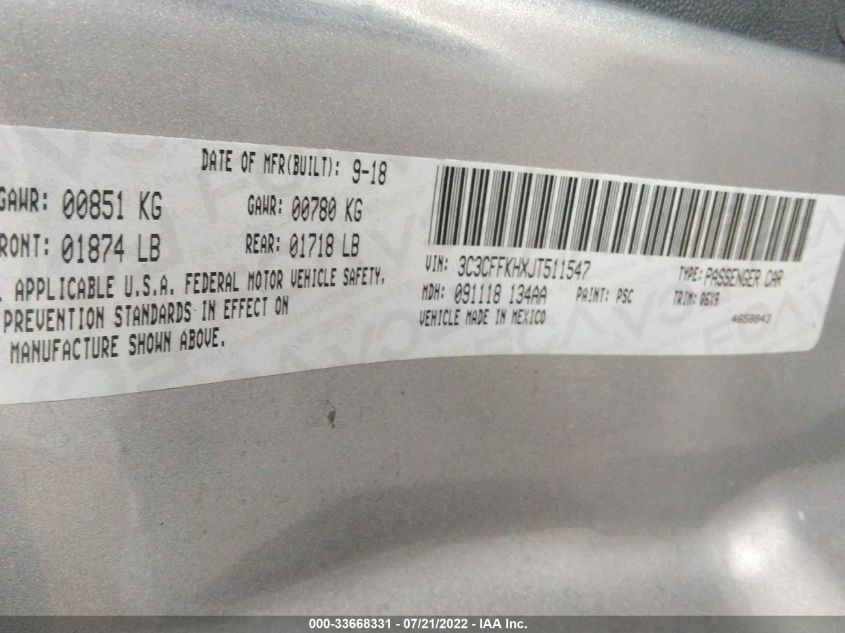 DATE OF MFR(BUILT): 9-18
GAWR: 00851 KG GAWR: 00780 KG
RONT: 01874 LB REAR: 01718 LB
APPLICABLE U.S.A. FEDERAL MOTOR VEHICLE SAFETY,
PREVENTION STANDARDS IN EFFECT ON
MANUFACTURE SHOWN ABOVE.
VIN: 3C3CFFKHXJT511547 TYPE: PASSENGER CAR
MDH: 091118 134AA PAINT: PSC TRIM: 06X9
VEHICLE MADE IN MEXICO 4658843
000-33668331 - 07/21/2022 - IAA Inc.